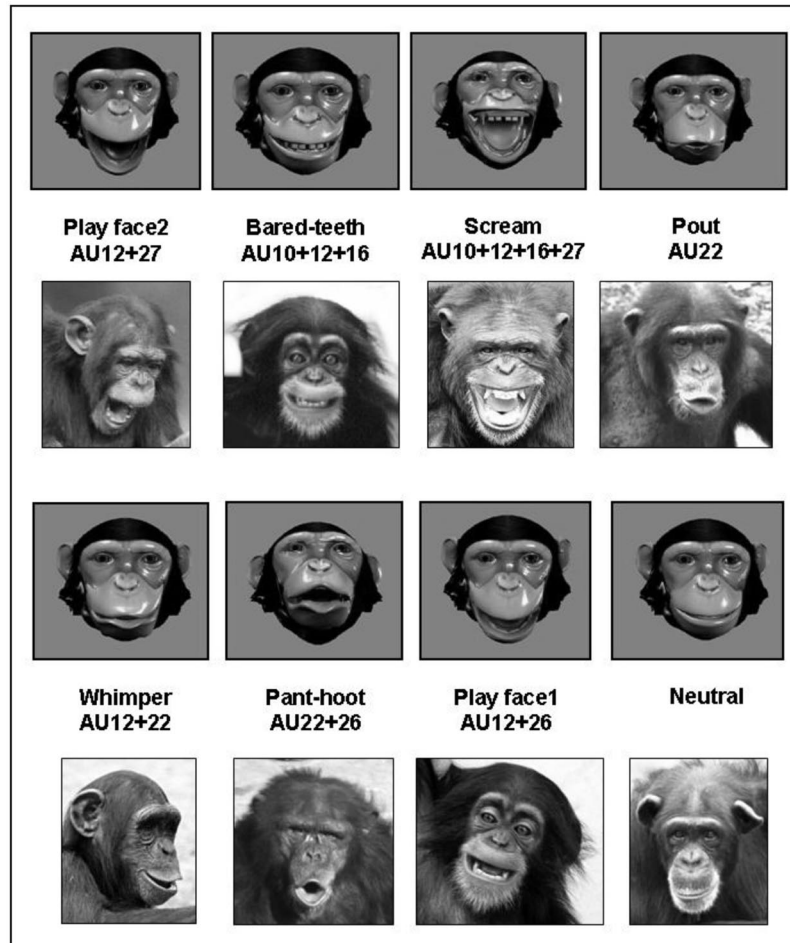 Play face2
AU12+27
Bared-teeth
AU10+12+16
Scream
AU10+12+16+27
Pout
AU22
Whimper
AU12+22
Pant-hoot
AU22+26
Play face1
AU12+26
Neutral